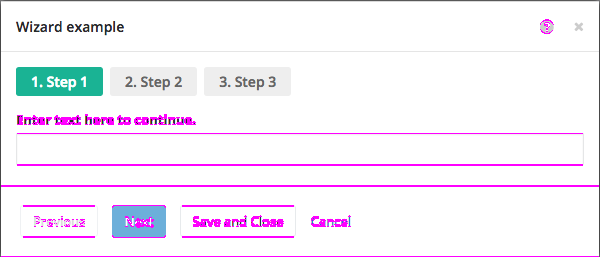 Wizard example
×
1. Step 1
2. Step 2
3. Step 3
Enter text here to continue.
Previous
Next
Save and Close
Cancel